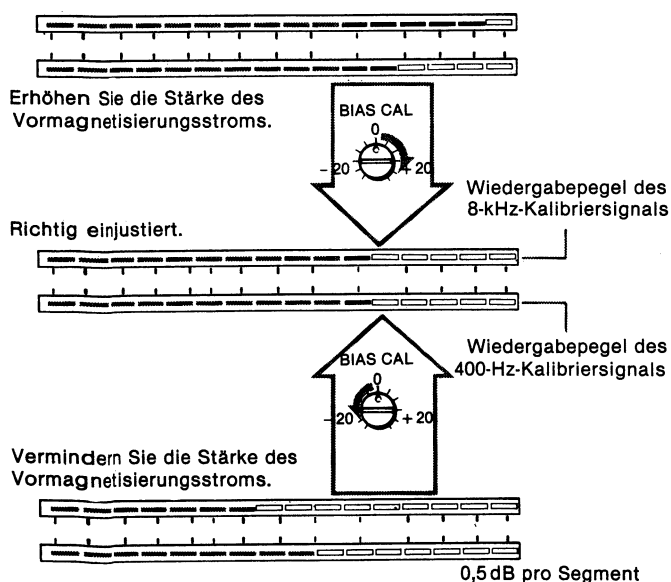 Erhöhen Sie die Stärke des
Vormagnetisierungsstroms.
BIAS CAL
0
- 20
+ 20
Wiedergabepegel des
8-kHz-Kalibriersignals
Richtig einjustiert.
Wiedergabepegel des
400-Hz-Kalibriersignals
BIAS CAL
0
- 20
+ 20
Vermindern Sie die Stärke des
Vormagnetisierungsstroms.
0,5 dB pro Segment